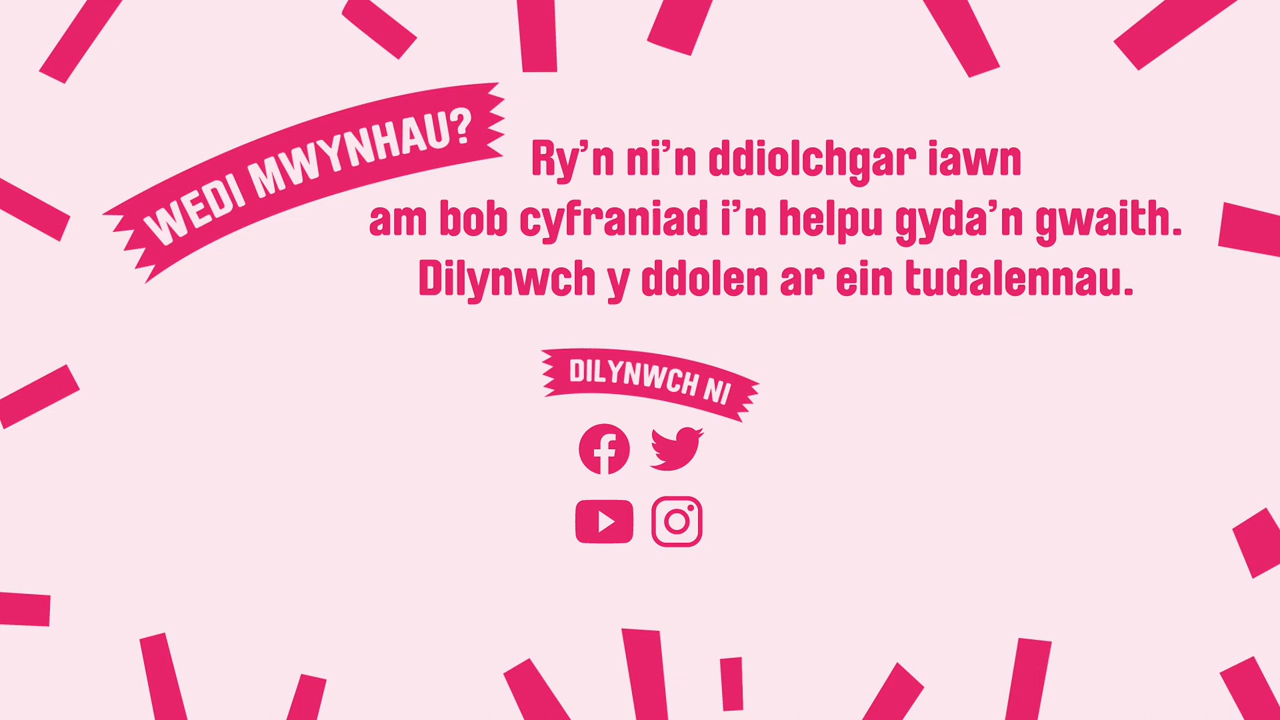 WEDI MWYNHAU?
Ry’n ni’n ddiolchgar iawn
am bob cyfraniad i’n helpu gyda’n gwaith.
Dilynwch y ddolen ar ein tudalennau.
DILYNWCH NI